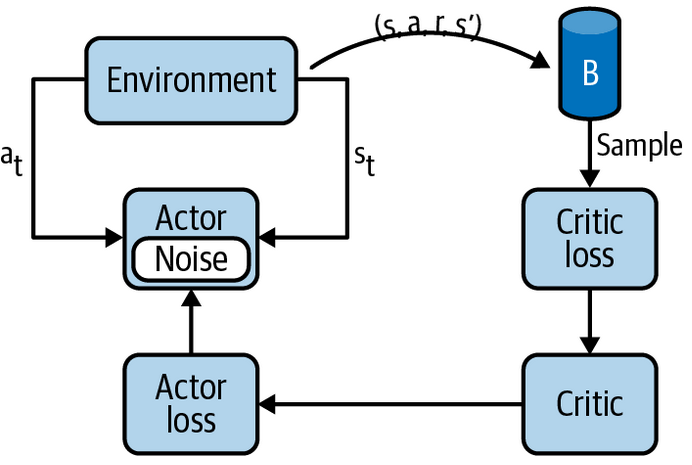 (s, a, r, s’)
Environment
B
a_t
s_t
Sample
Actor
Noise
Critic
loss
Actor
loss
Critic